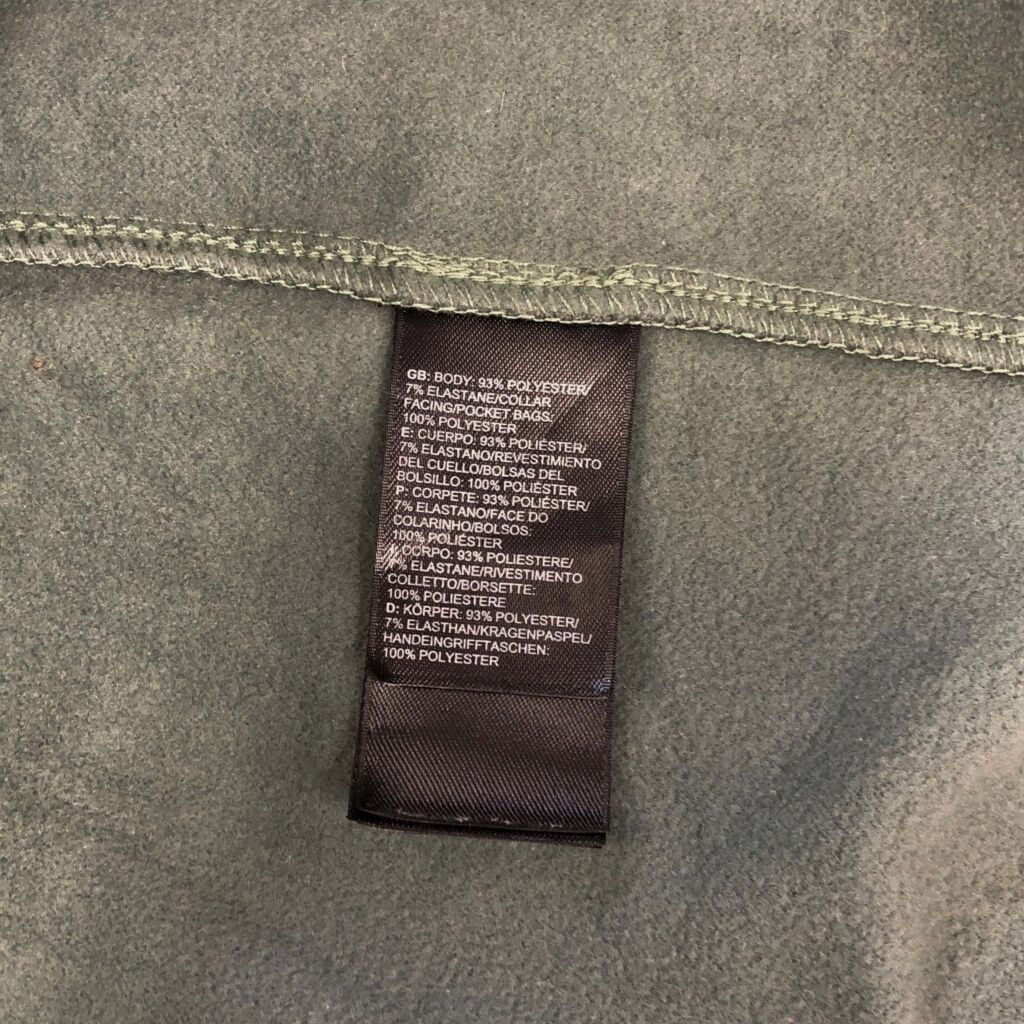 GB: BODY: 93% POLYESTER/
7% ELASTANE/COLLAR
FACING/POCKET BAGS.
100% POLYESTER
E: CUERPO: 93% POLIÉSTER/
7% ELASTANO/REVESTIMIENTO
DEL CUELLO/BOLSAS DEL
BOLSILLO: 100% POLIÉSTER
P: CORPETE: 93% POLIÉSTER/
7% ELASTANO/FACE DO
COLARINHO/BOLSOS:
100% POLIÉSTER
I: CORPO: 93% POLIESTERE/
7% ELASTANE/RIVESTIMENTO
COLLETTO/BORSETTE:
100% POLIESTERE
D: KÖRPER: 93% POLYESTER/
7% ELASTHAN/KRAGENPASPEL/
HANDEINGRIFFTASCHEN:
100% POLYESTER